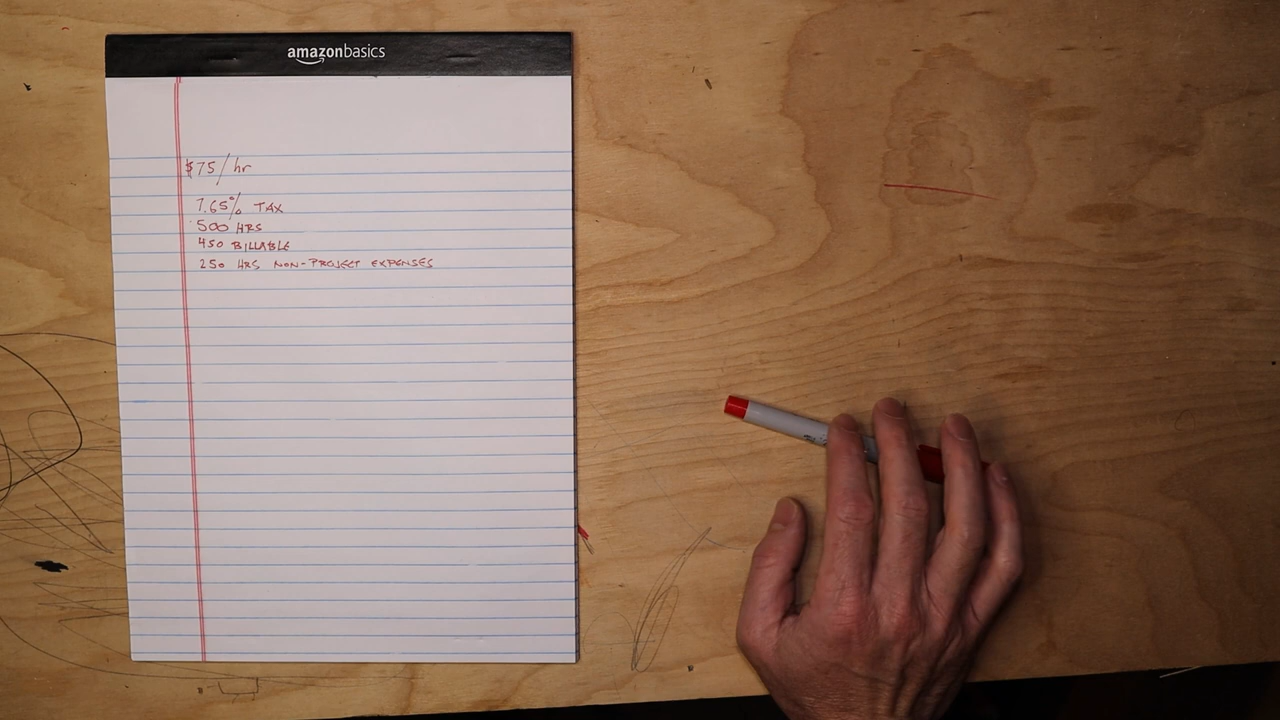 amazonbasics
$75/hr
7.65% TAX
500 HRS
450 BILLABLE
250 HRS NON-PROJECT EXPENSES